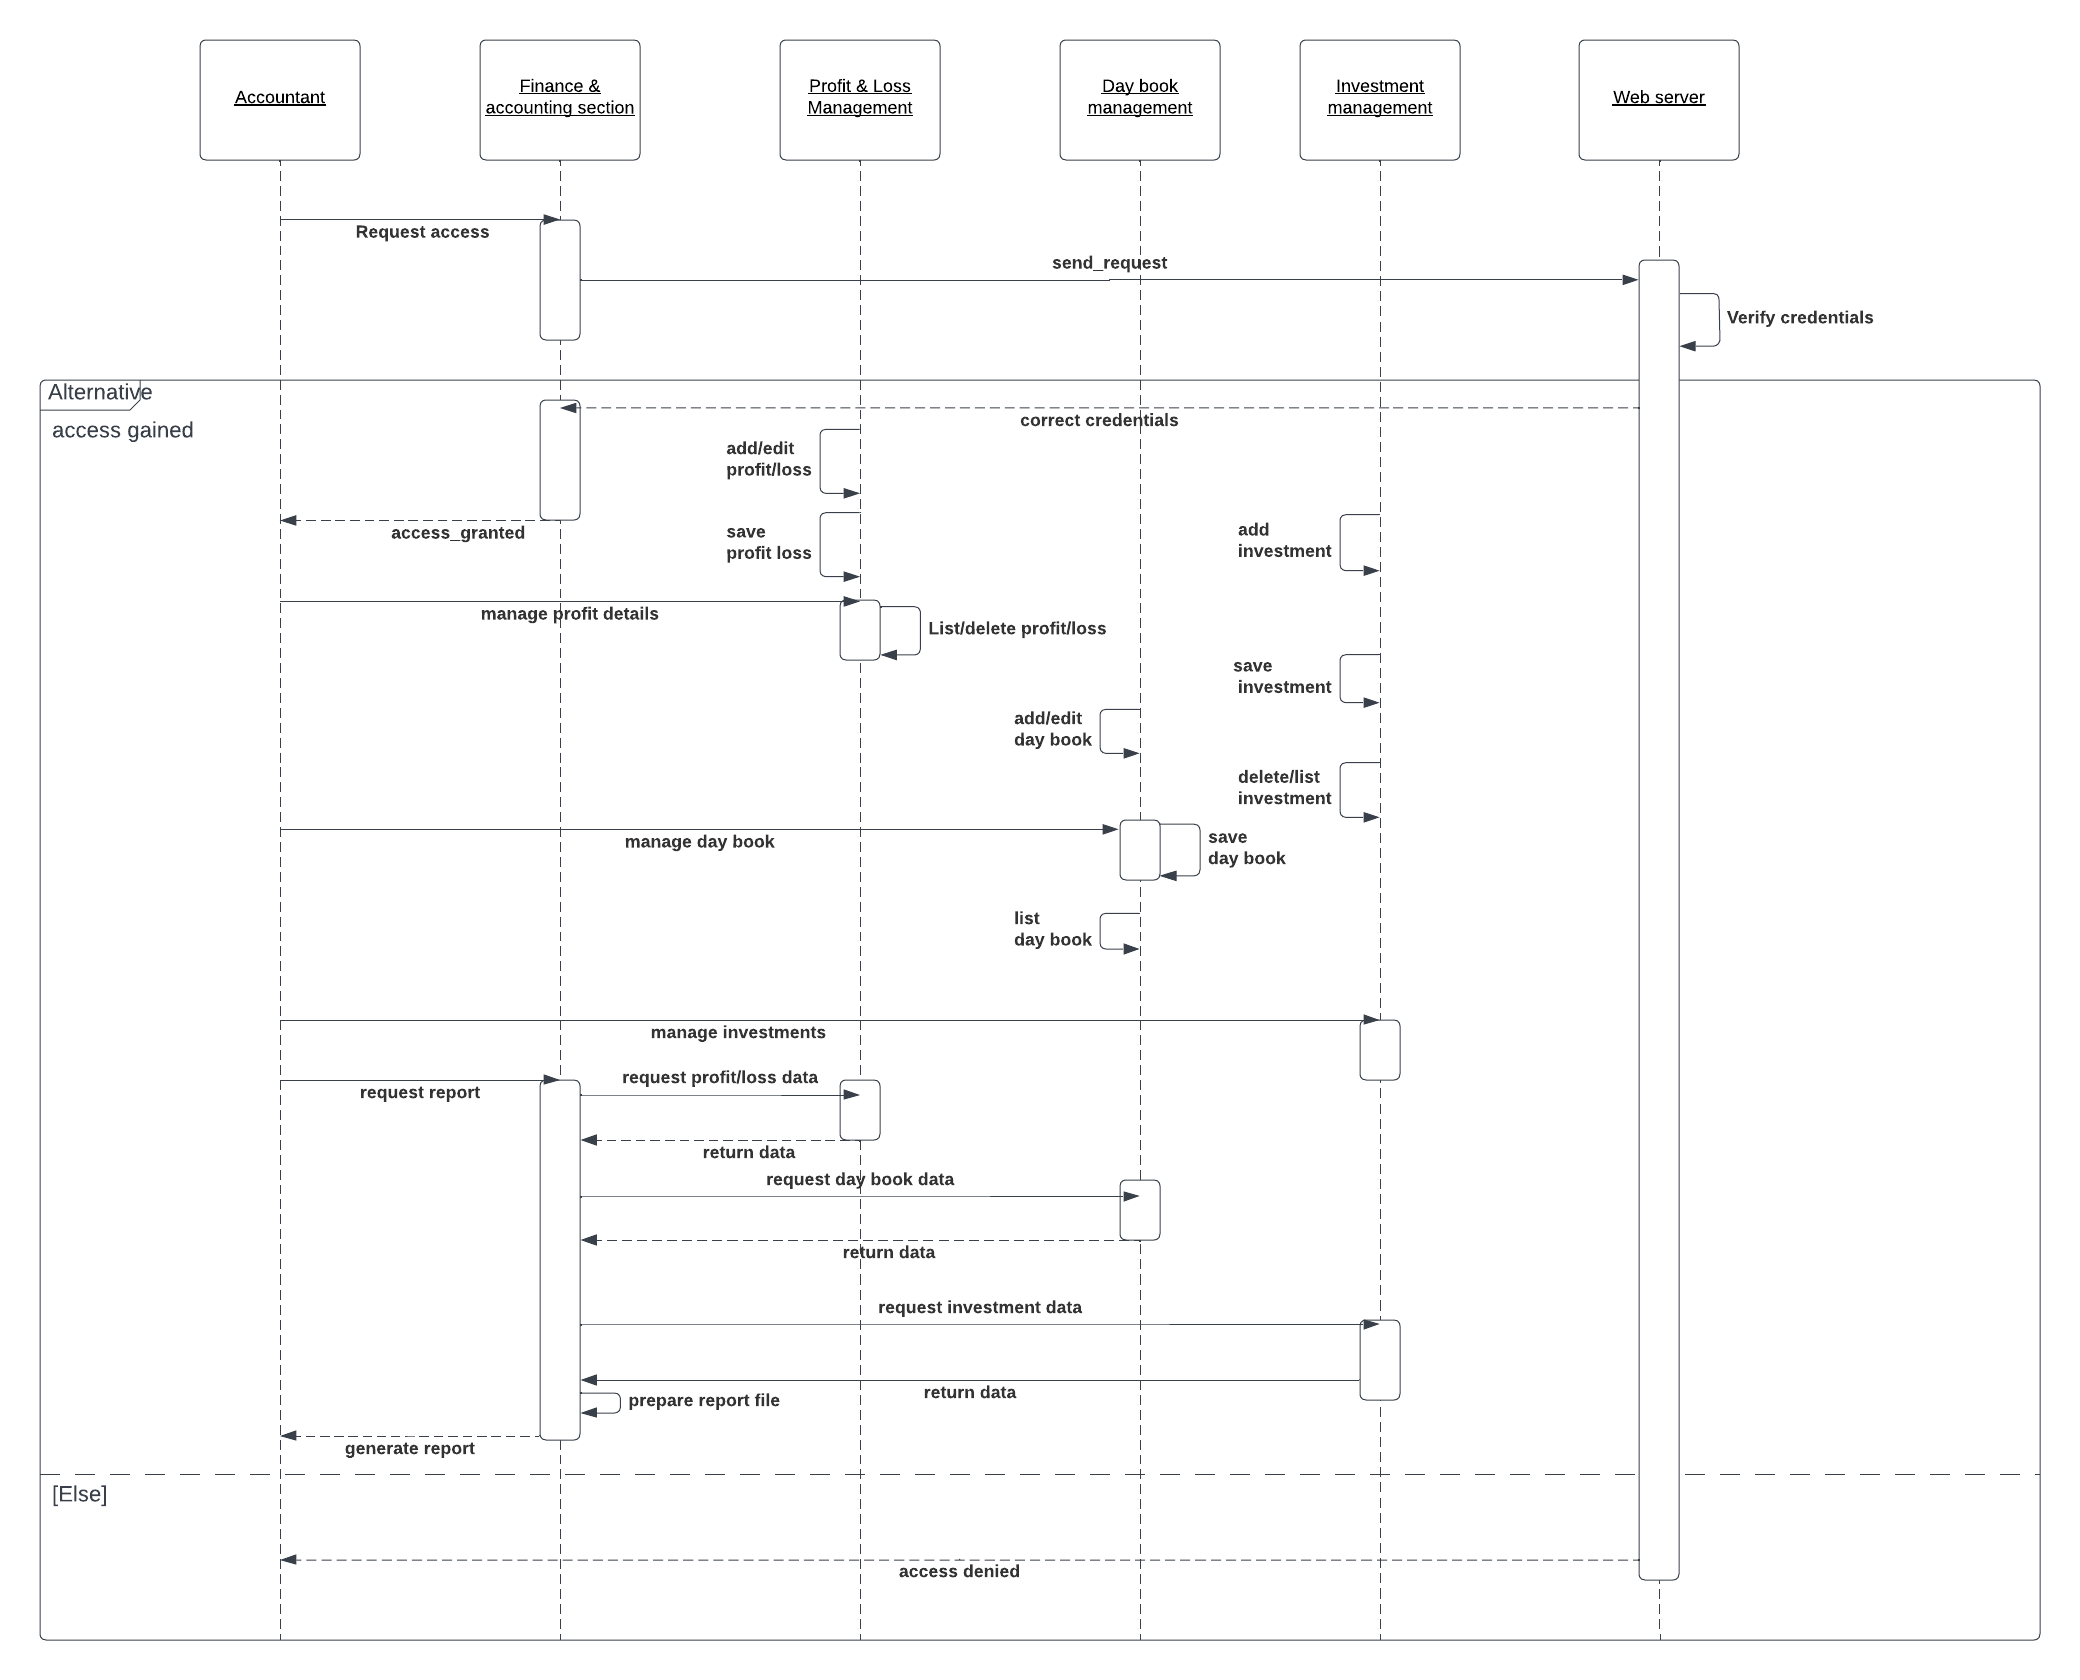 Accountant
Finance &
accounting section
Profit & Loss
Management
Day book
management
Investment
management
Web server
Request access
send_request
Verify credentials
Alternative
access gained
correct credentials
add/edit
profit/loss
access_granted
save
profit loss
add
investment
manage profit details
List/delete profit/loss
save
investment
add/edit
day book
delete/list
investment
manage day book
save
day book
list
day book
manage investments
request report
request profit/loss data
return data
request day book data
return data
request investment data
return data
prepare report file
generate report
[Else]
access denied